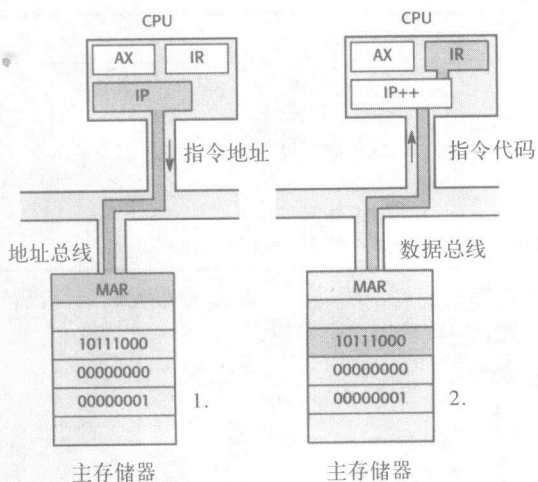 CPU
AX IR
IP
指令地址
地址总线
MAR
10111000
00000000
00000001
1.
主存储器
CPU
AX IR
IP++
指令代码
数据总线
MAR
10111000
00000000
00000001
2.
主存储器